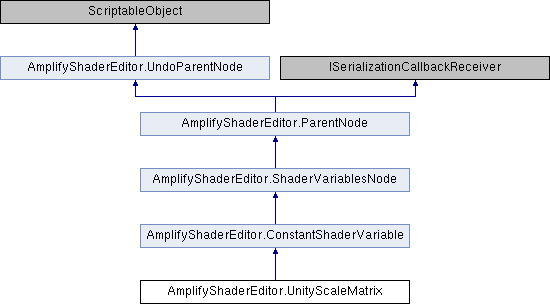 ScriptableObject
AmplifyShaderEditor.UndoParentNode
ISerializationCallbackReceiver
AmplifyShaderEditor.ParentNode
AmplifyShaderEditor.ShaderVariablesNode
AmplifyShaderEditor.ConstantShaderVariable
AmplifyShaderEditor.UnityScaleMatrix